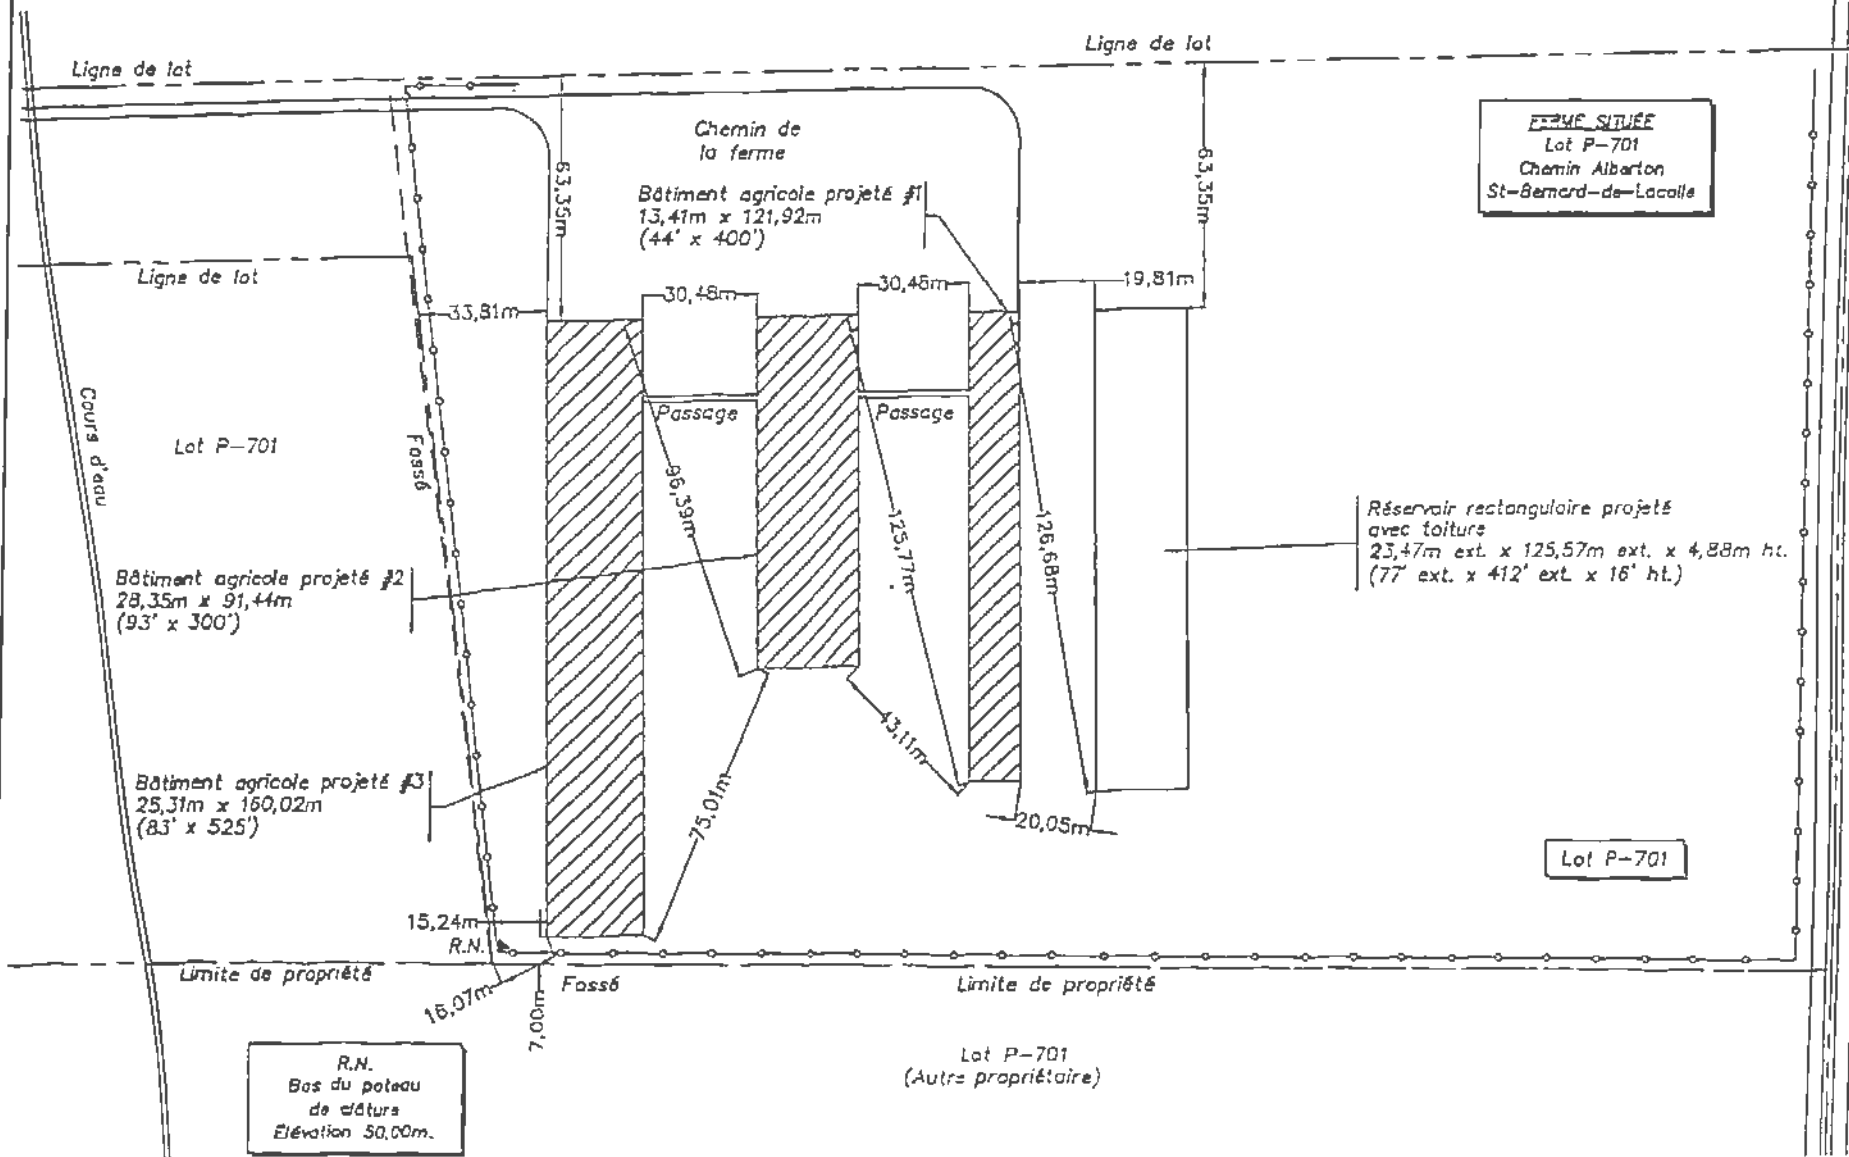 Ligne de lot
Ligne de lot
Chemin de
la ferme
FERME SITUÉE
Lot P-701
Chemin Alberton
St-Bernard-de-Lacolle
63,35m
63,35m
Bâtiment agricole projeté #1
13,41m x 121,92m
(44' x 400')
Ligne de lot
33,81m
30,48m
30,48m
19,81m
Cours d'eau
Lot P-701
Fossé
Passage
Passage
96,39m
125,77m
126,68m
Réservoir rectangulaire projeté
avec toiture
23,47m ext. x 125,57m ext. x 4,88m ht.
(77' ext. x 412' ext. x 16' ht.)
Bâtiment agricole projeté #2
28,35m x 91,44m
(93' x 300')
43,11m
75,01m
Bâtiment agricole projeté #3
25,31m x 160,02m
(83' x 525')
20,05m
Lot P-701
15,24m
R.N.
Limite de propriété
16,07m
7,00m
Fossé
Limite de propriété
R.N.
Bas du poteau
de clôture
Élévation 50,00m.
Lot P-701
(Autre propriétaire)